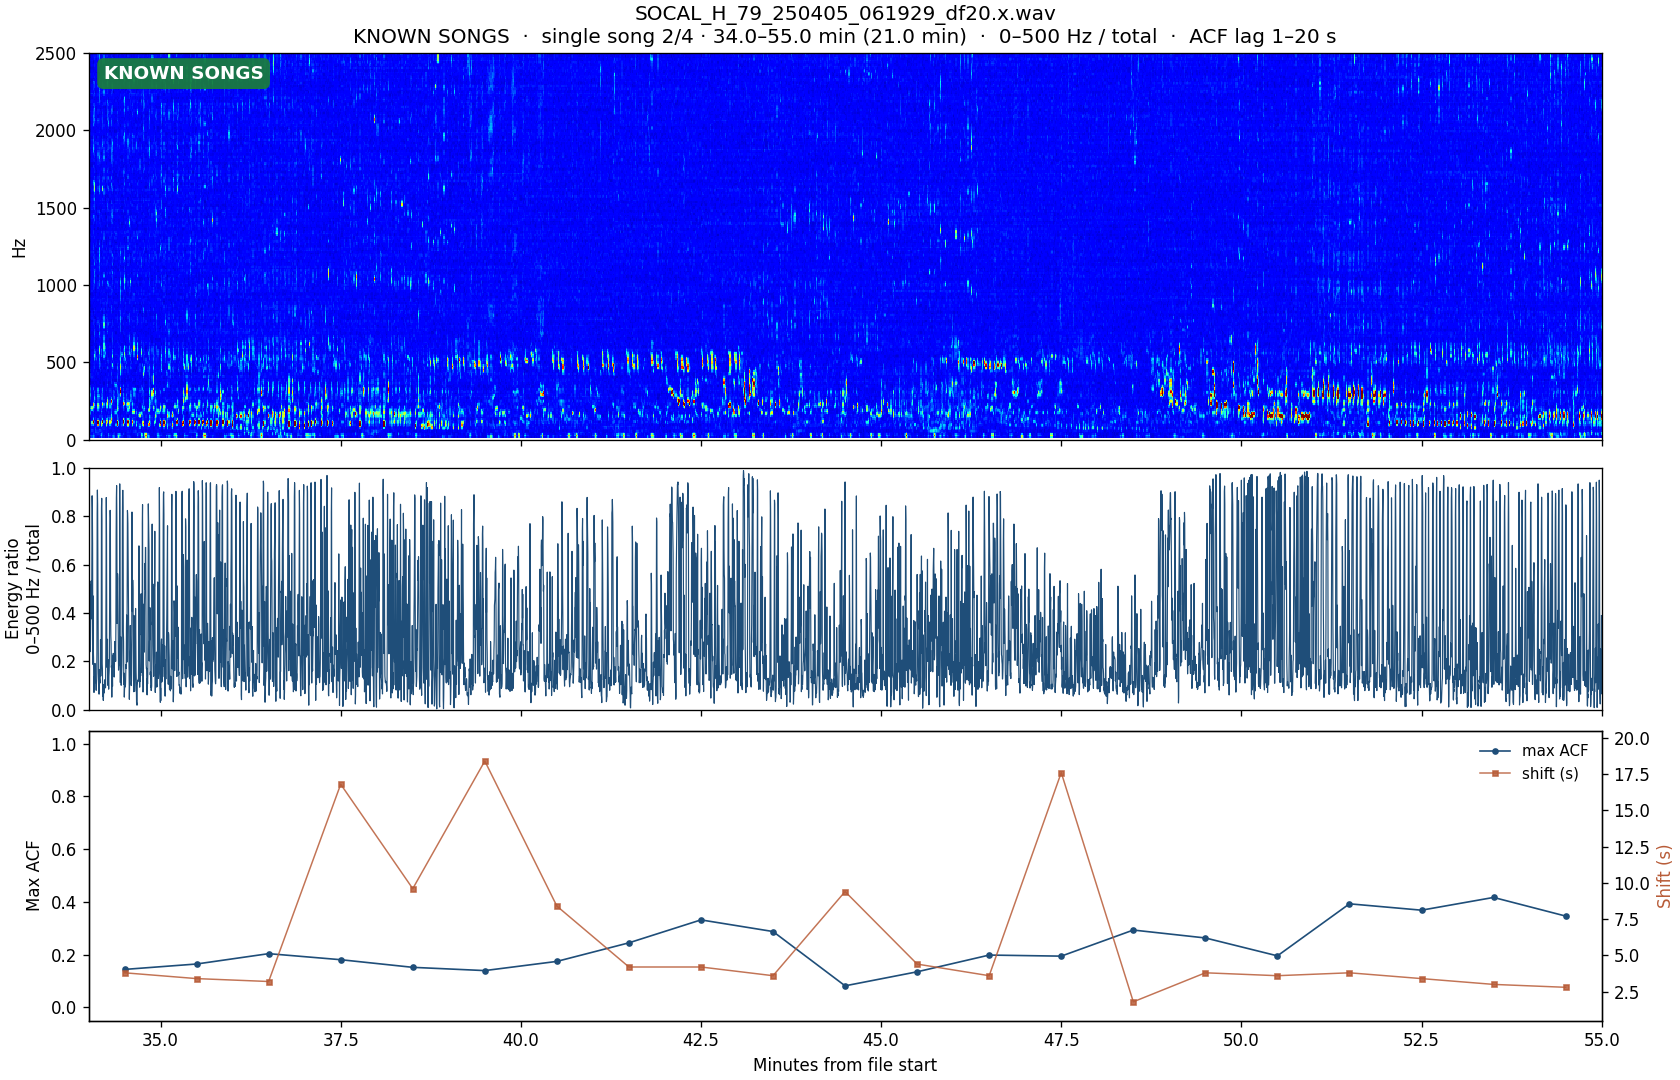 SOCAL_H_79_250405_061929_df20.x.wav
KNOWN SONGS · single song 2/4 · 34.0–55.0 min (21.0 min) · 0–500 Hz / total · ACF lag 1–20 s
KNOWN SONGS
2500
2000
1500
1000
500
0
Hz
1.0
0.8
0.6
0.4
0.2
0.0
Energy ratio
0–500 Hz / total
1.0
0.8
0.6
0.4
0.2
0.0
Max ACF
max ACF
shift (s)
20.0
17.5
15.0
12.5
10.0
7.5
5.0
2.5
Shift (s)
35.0 37.5 40.0 42.5 45.0 47.5 50.0 52.5 55.0
Minutes from file start